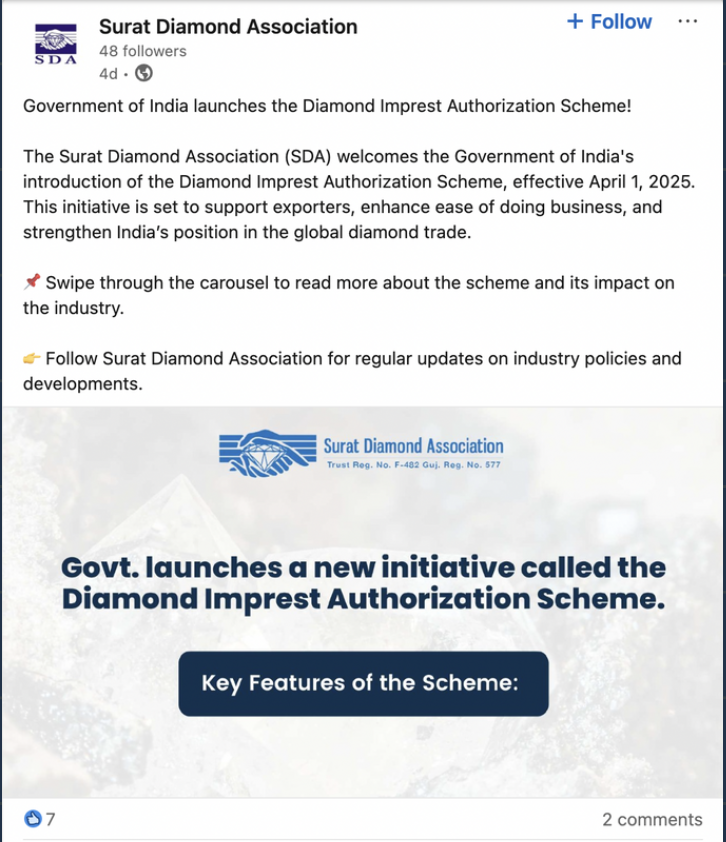 Surat Diamond Association
48 followers
4d •
+ Follow
...
SDA
Government of India launches the Diamond Imprest Authorization Scheme!
The Surat Diamond Association (SDA) welcomes the Government of India's
introduction of the Diamond Imprest Authorization Scheme, effective April 1, 2025.
This initiative is set to support exporters, enhance ease of doing business, and
strengthen India’s position in the global diamond trade.
📌 Swipe through the carousel to read more about the scheme and its impact on
the industry.
👉 Follow Surat Diamond Association for regular updates on industry policies and
developments.
Surat Diamond Association
Trust Reg. No. F-482 Guj. Reg. No. 577
Govt. launches a new initiative called the
Diamond Imprest Authorization Scheme.
Key Features of the Scheme:
7
2 comments